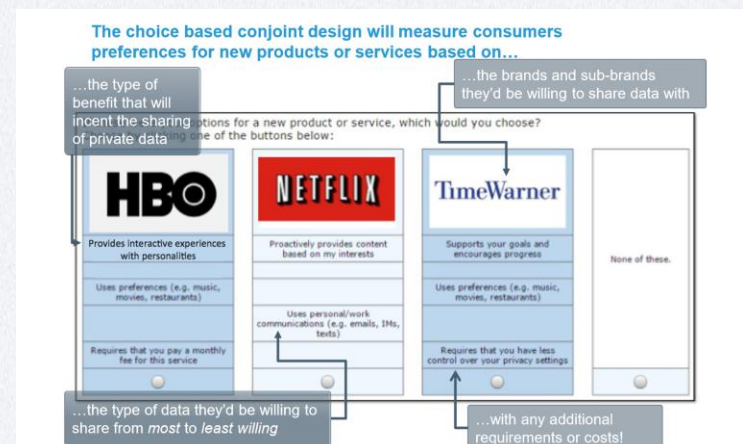 The choice based conjoint design will measure consumers
preferences for new products or services based on…
…the type of
benefit that will
incent the sharing
of private data
…the brands and sub-brands
they'd be willing to share data with
options for a new product or service, which would you choose?
one of the buttons below:
HBO
NETFLIX
TimeWarner
Provides interactive experiences
with personalities
Proactively provides content
based on my interests
Supports your goals and
encourages progress
None of these.
Uses preferences (e.g. music,
movies, restaurants)
Uses preferences (e.g. music,
movies, restaurants)
Uses personal/work
communications (e.g. emails, IMs,
texts)
Requires that you pay a monthly
fee for this service
Requires that you have less
control over your privacy settings
…the type of data they'd be willing to
share from most to least willing
…with any additional
requirements or costs!